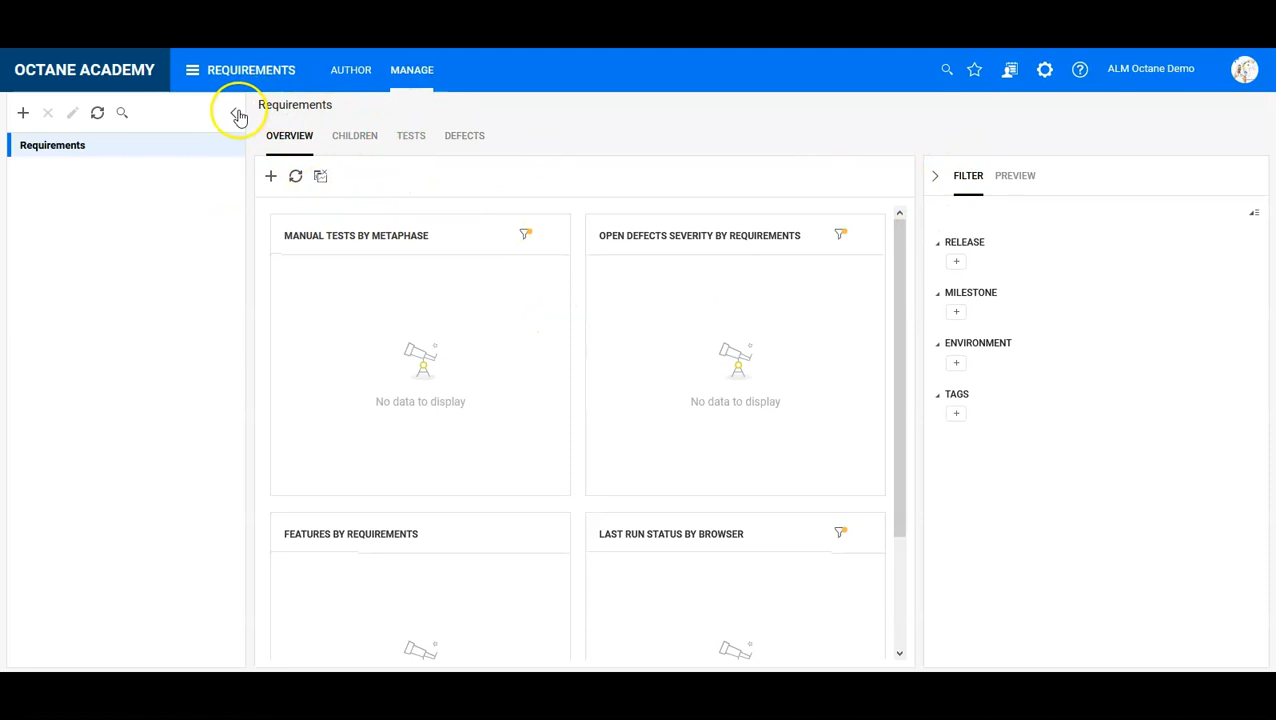 OCTANE ACADEMY
REQUIREMENTS
AUTHOR
MANAGE
ALM Octane Demo
Requirements
Requirements
OVERVIEW
CHILDREN
TESTS
DEFECTS
FILTER
PREVIEW
MANUAL TESTS BY METAPHASE
OPEN DEFECTS SEVERITY BY REQUIREMENTS
No data to display
No data to display
FEATURES BY REQUIREMENTS
LAST RUN STATUS BY BROWSER
RELEASE
MILESTONE
ENVIRONMENT
TAGS